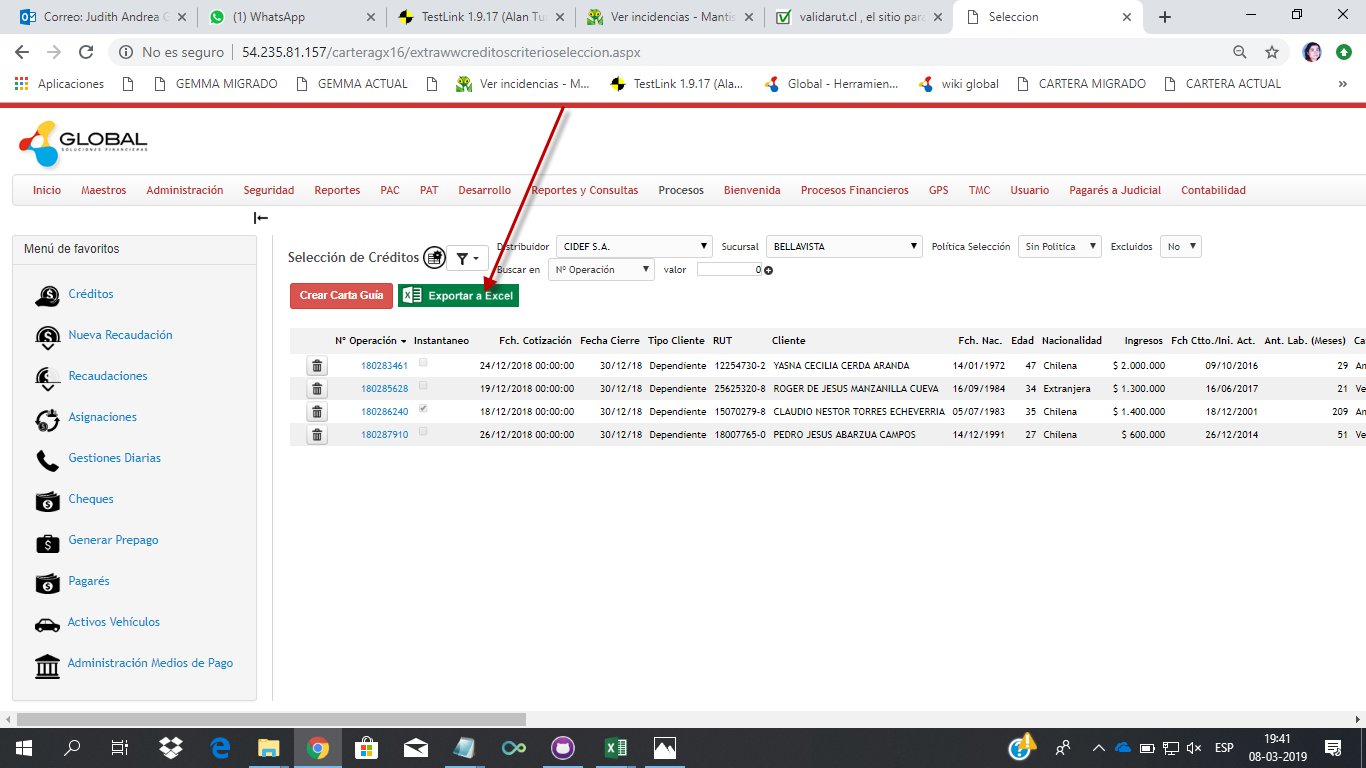 Correo: Judith Andrea G
(1) WhatsApp
TestLink 1.9.17 (Alan Tu
Ver incidencias - Mantis
validarut.cl , el sitio para
Seleccion
No es seguro | 54.235.81.157/carteragx16/extrawwcreditoscriterioseleccion.aspx
Aplicaciones GEMMA MIGRADO GEMMA ACTUAL Ver incidencias - M... TestLink 1.9.17 (Ala... Global - Herramien... wiki global CARTERA MIGRADO CARTERA ACTUAL »
GLOBAL
SOLUCIONES FINANCIERAS
Inicio Maestros Administración Seguridad Reportes PAC PAT Desarrollo Reportes y Consultas Procesos Bienvenida Procesos Financieros GPS TMC Usuario Pagarés a Judicial Contabilidad
Menú de favoritos
Créditos
Nueva Recaudación
Recaudaciones
Asignaciones
Gestiones Diarias
Cheques
Generar Prepago
Pagarés
Activos Vehículos
Administración Medios de Pago
Selección de Créditos
Distribuidor CIDEF S.A. Sucursal BELLAVISTA Política Selección Sin Politica Excluidos No
Buscar en Nº Operación valor 0
Crear Carta Guía Exportar a Excel
Nº Operación Instantaneo Fch. Cotización Fecha Cierre Tipo Cliente RUT Cliente Fch. Nac. Edad Nacionalidad Ingresos Fch Ctto./Ini. Act. Ant. Lab. (Meses) Ca
180283461 24/12/2018 00:00:00 30/12/18 Dependiente 12254730-2 YASNA CECILIA CERDA ARANDA 14/01/1972 47 Chilena $ 2.000.000 09/10/2016 29 An
180285628 19/12/2018 00:00:00 30/12/18 Dependiente 25625320-8 ROGER DE JESUS MANZANILLA CUEVA 16/09/1984 34 Extranjera $ 1.300.000 16/06/2017 21 Ve
180286240 18/12/2018 00:00:00 30/12/18 Dependiente 15070279-8 CLAUDIO NESTOR TORRES ECHEVERRIA 05/07/1983 35 Chilena $ 1.400.000 18/12/2001 209 An
180287910 26/12/2018 00:00:00 30/12/18 Dependiente 18007765-0 PEDRO JESUS ABARZUA CAMPOS 14/12/1991 27 Chilena $ 600.000 26/12/2014 51 Ve
ESP
19:41
08-03-2019